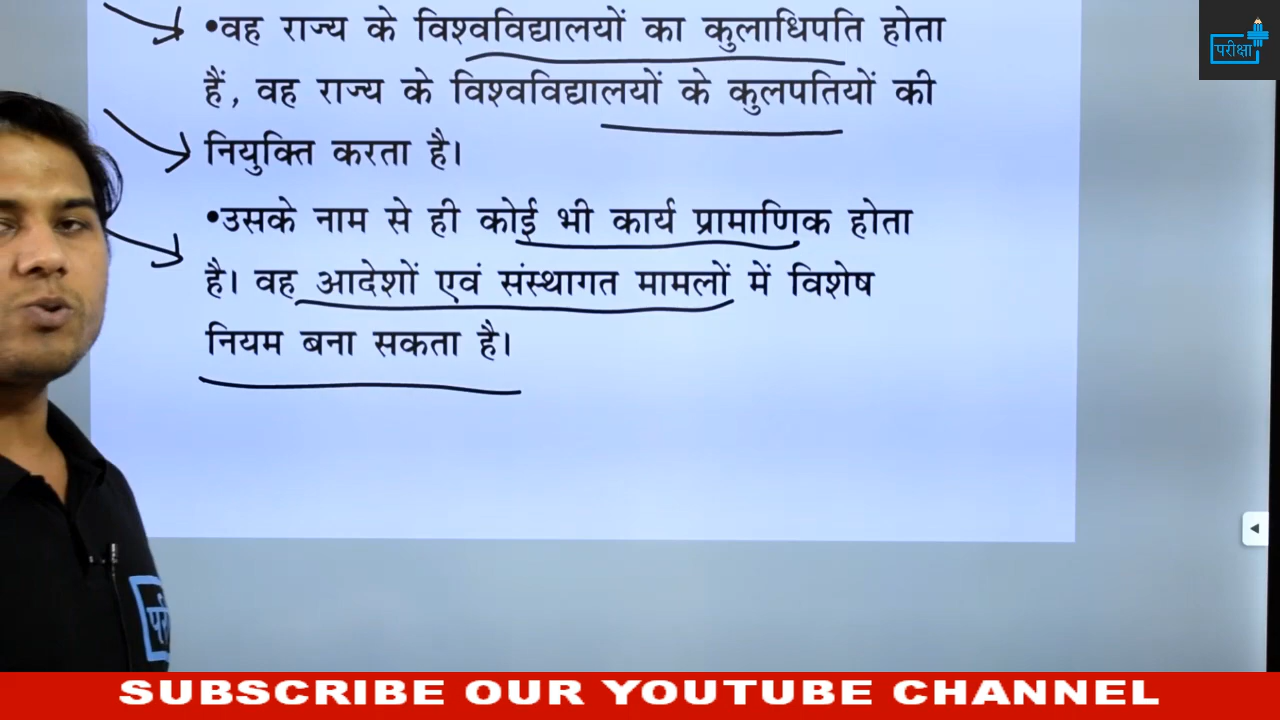 •वह राज्य के विश्वविद्यालयों का कुलाधिपति होता
हैं, वह राज्य के विश्वविद्यालयों के कुलपतियों की
नियुक्ति करता है।
•उसके नाम से ही कोई भी कार्य प्रामाणिक होता
है। वह आदेशों एवं संस्थागत मामलों में विशेष
नियम बना सकता है।
परीक्षा
SUBSCRIBE OUR YOUTUBE CHANNEL